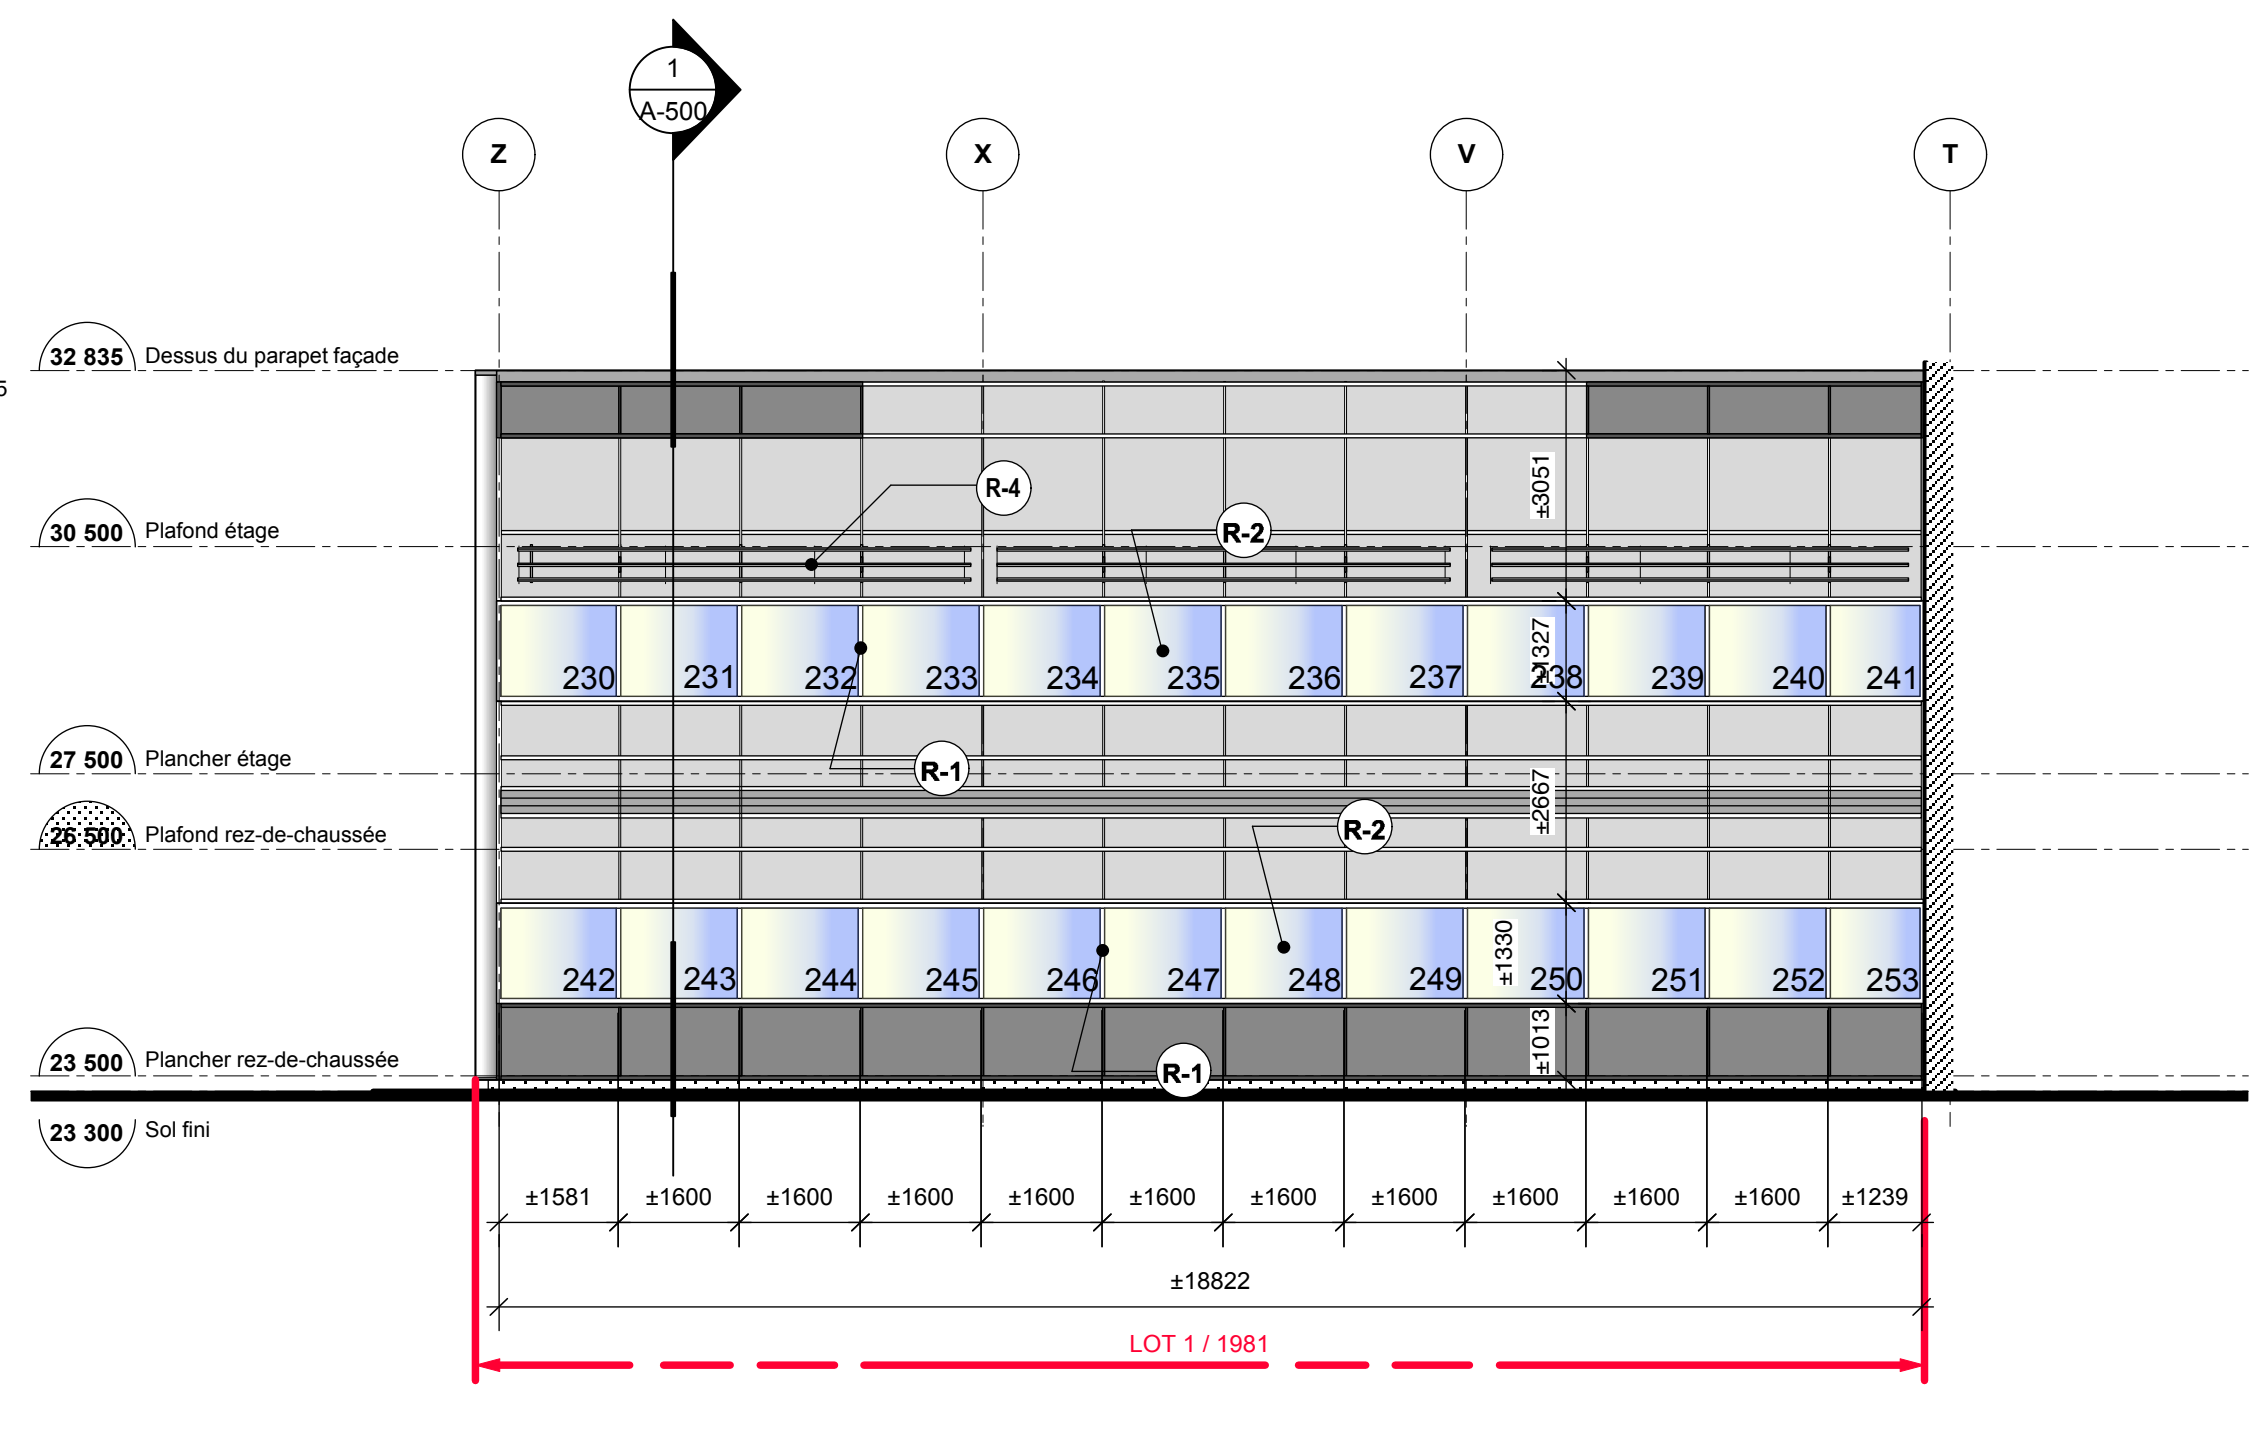 1
A-500
Z
X
V
T
32 835 Dessus du parapet façade
5
±3051
R-4
30 500 Plafond étage
R-2
±1327
230 231 232 233 234 235 236 237 238 239 240 241
27 500 Plancher étage
R-1
±2667
26 500 Plafond rez-de-chaussée
R-2
±1330
242 243 244 245 246 247 248 249 250 251 252 253
±1013
23 500 Plancher rez-de-chaussée
R-1
23 300 Sol fini
±1581 ±1600 ±1600 ±1600 ±1600 ±1600 ±1600 ±1600 ±1600 ±1600 ±1600 ±1239
±18822
LOT 1 / 1981